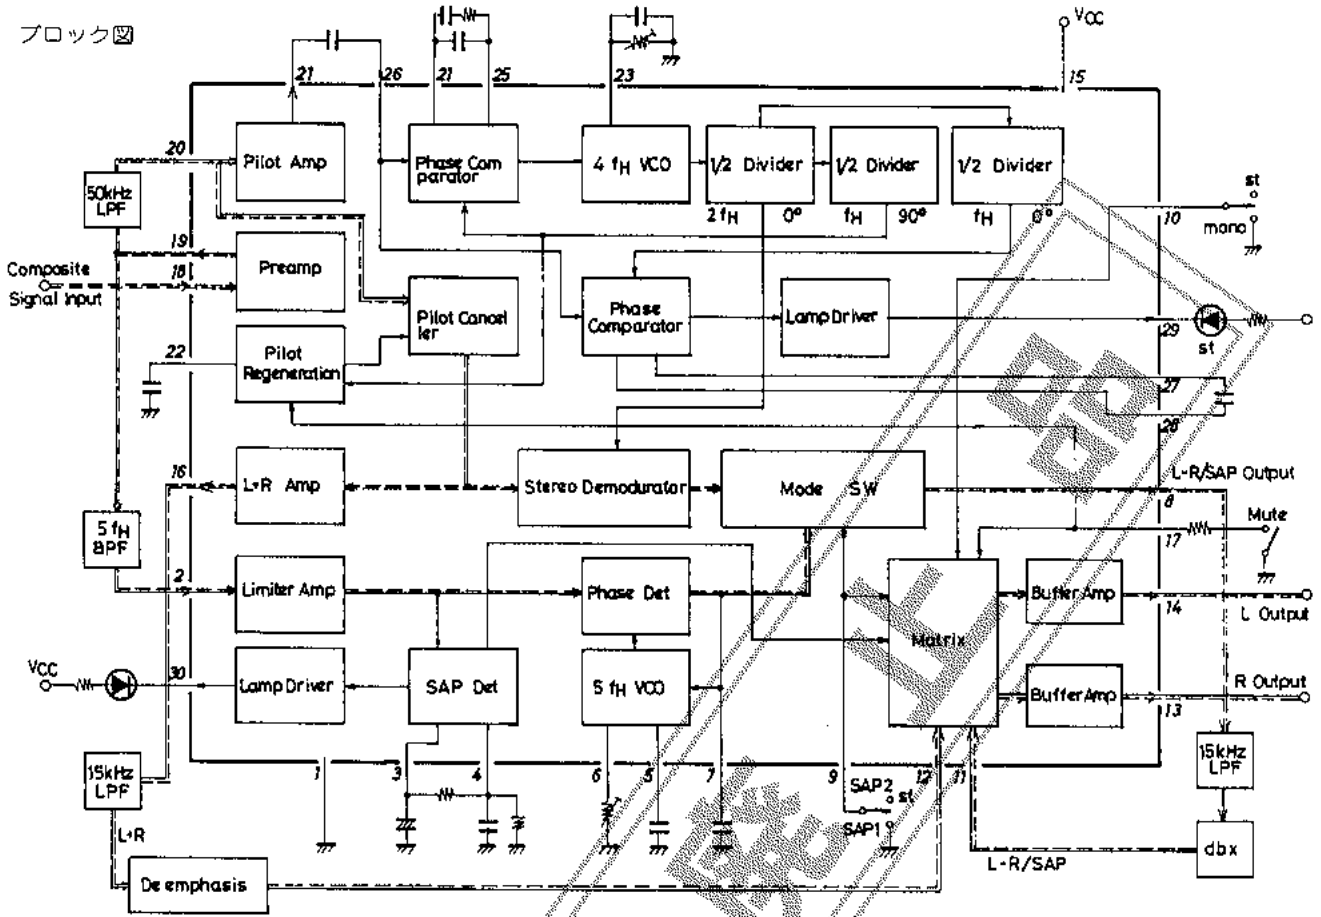 ブロック図
VCC
21
26
21
25
23
15
20
Pilot Amp
Phase Com
parator
4 fH VCO
1/2 Divider
1/2 Divider
1/2 Divider
50kHz
LPF
2 fH
0°
fH
90°
fH
0°
10
st
mono
19
18
Composite
Signal Input
Preamp
Pilot Cancel
ler
Phase
Comparator
Lamp Driver
29
st
22
Pilot
Regeneration
27
28
16
L+R Amp
Stereo Demodurator
Mode SW
L-R/SAP Output
8
5 fH
BPF
Mute
17
2
Limiter Amp
Phase Det
Matrix
Buffer Amp
14
L Output
VCC
30
Lamp Driver
SAP Det
5 fH VCO
Buffer Amp
R Output
13
15kHz
LPF
1
3
4
6
5
7
9
12
11
15kHz
LPF
SAP2
st
SAP1
L+R
De emphasis
L-R/SAP
dbx